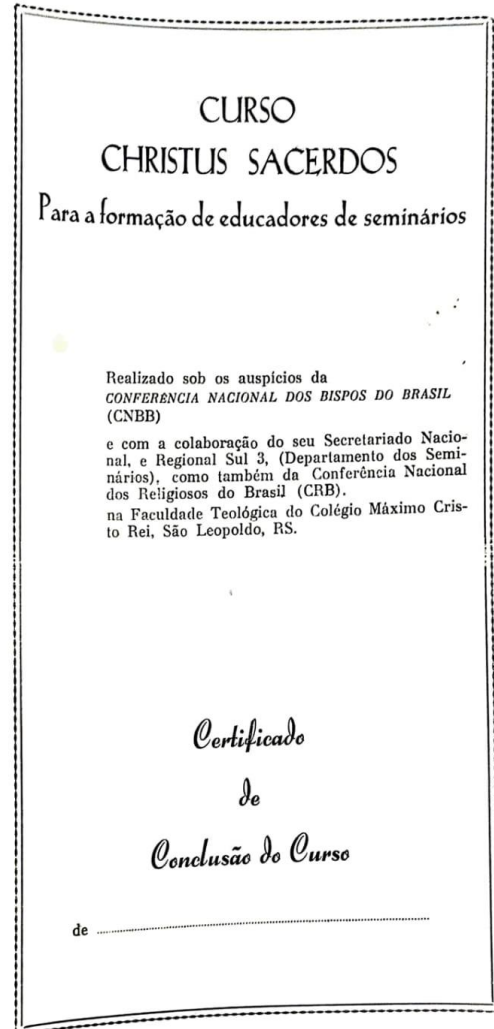 CURSO
CHRISTUS SACERDOS
Para a formação de educadores de seminários
Realizado sob os auspícios da
CONFERÊNCIA NACIONAL DOS BISPOS DO BRASIL
(CNBB)
e com a colaboração do seu Secretariado Nacio-
nal, e Regional Sul 3, (Departamento dos Semi-
nários), como também da Conferência Nacional
dos Religiosos do Brasil (CRB).
na Faculdade Teológica do Colégio Máximo Cris-
to Rei, São Leopoldo, RS.
Certificado
de
Conclusão do Curso
de ........................................................................